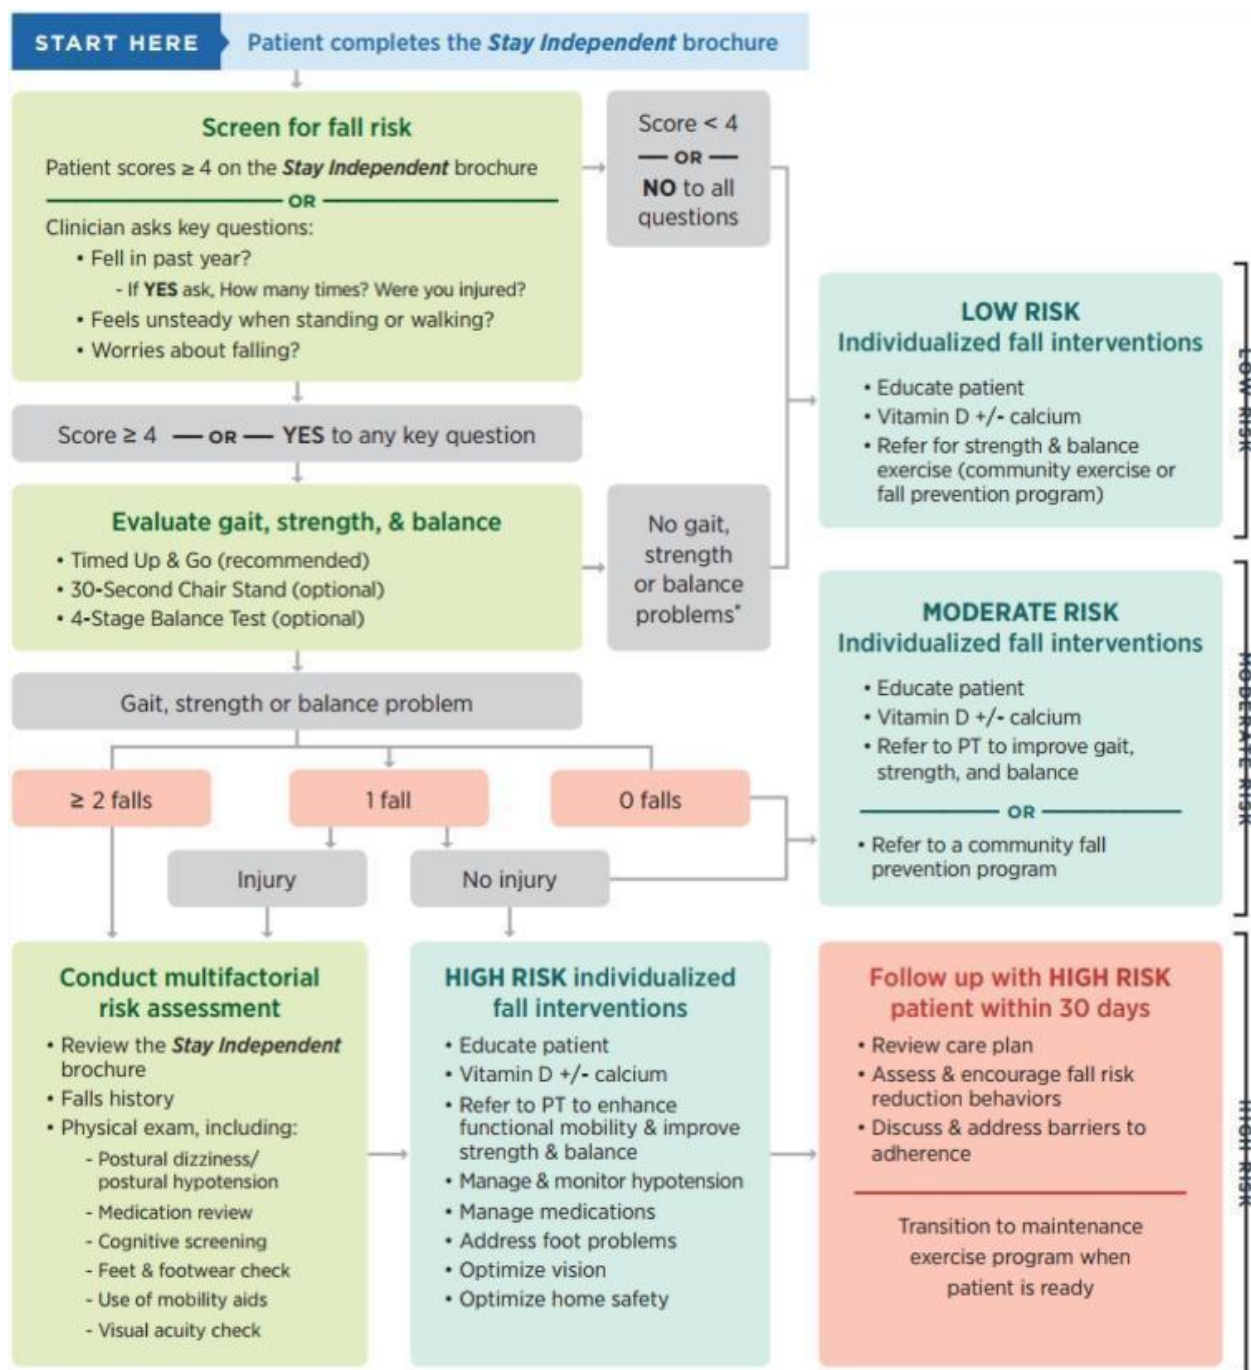 START HERE
Patient completes the Stay Independent brochure
Screen for fall risk
Patient scores ≥ 4 on the Stay Independent brochure
OR
Clinician asks key questions:
• Fell in past year?
- If YES ask, How many times? Were you injured?
• Feels unsteady when standing or walking?
• Worries about falling?
Score < 4
OR
NO to all
questions
Score ≥ 4 — OR — YES to any key question
Evaluate gait, strength, & balance
• Timed Up & Go (recommended)
• 30-Second Chair Stand (optional)
• 4-Stage Balance Test (optional)
No gait,
strength
or balance
problems*
LOW RISK
Individualized fall interventions
• Educate patient
• Vitamin D +/- calcium
• Refer for strength & balance
exercise (community exercise or
fall prevention program)
LOW RISK
Gait, strength or balance problem
≥ 2 falls
1 fall
0 falls
Injury
No injury
MODERATE RISK
Individualized fall interventions
• Educate patient
• Vitamin D +/- calcium
• Refer to PT to improve gait,
strength, and balance
OR
• Refer to a community fall
prevention program
MODERATE RISK
Conduct multifactorial
risk assessment
• Review the Stay Independent
brochure
• Falls history
• Physical exam, including:
- Postural dizziness/
postural hypotension
- Medication review
- Cognitive screening
- Feet & footwear check
- Use of mobility aids
- Visual acuity check
HIGH RISK individualized
fall interventions
• Educate patient
• Vitamin D +/- calcium
• Refer to PT to enhance
functional mobility & improve
strength & balance
• Manage & monitor hypotension
• Manage medications
• Address foot problems
• Optimize vision
• Optimize home safety
Follow up with HIGH RISK
patient within 30 days
• Review care plan
• Assess & encourage fall risk
reduction behaviors
• Discuss & address barriers to
adherence
Transition to maintenance
exercise program when
patient is ready
HIGH RISK